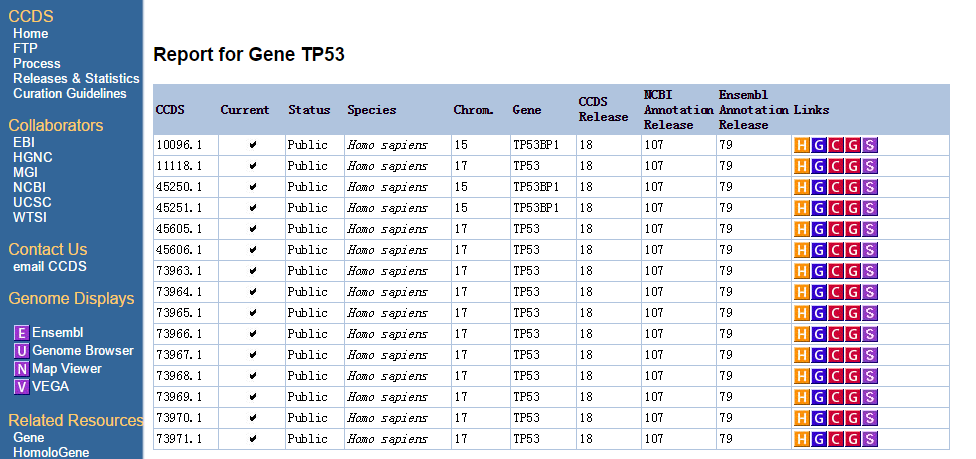 CCDS
Home
FTP
Process
Releases & Statistics
Curation Guidelines
Collaborators
EBI
HGNC
MGI
NCBI
UCSC
WTSI
Contact Us
email CCDS
Genome Displays
E Ensembl
U Genome Browser
N Map Viewer
V VEGA
Related Resources
Gene
HomoloGene
Report for Gene TP53
CCDS Current Status Species Chrom. Gene CCDS Release NCBI Annotation Release Ensembl Annotation Release Links
10096.1 ✔ Public Homo sapiens 15 TP53BP1 18 107 79 H G C G S
11118.1 ✔ Public Homo sapiens 17 TP53 18 107 79 H G C G S
45250.1 ✔ Public Homo sapiens 15 TP53BP1 18 107 79 H G C G S
45251.1 ✔ Public Homo sapiens 15 TP53BP1 18 107 79 H G C G S
45605.1 ✔ Public Homo sapiens 17 TP53 18 107 79 H G C G S
45606.1 ✔ Public Homo sapiens 17 TP53 18 107 79 H G C G S
73963.1 ✔ Public Homo sapiens 17 TP53 18 107 79 H G C G S
73964.1 ✔ Public Homo sapiens 17 TP53 18 107 79 H G C G S
73965.1 ✔ Public Homo sapiens 17 TP53 18 107 79 H G C G S
73966.1 ✔ Public Homo sapiens 17 TP53 18 107 79 H G C G S
73967.1 ✔ Public Homo sapiens 17 TP53 18 107 79 H G C G S
73968.1 ✔ Public Homo sapiens 17 TP53 18 107 79 H G C G S
73969.1 ✔ Public Homo sapiens 17 TP53 18 107 79 H G C G S
73970.1 ✔ Public Homo sapiens 17 TP53 18 107 79 H G C G S
73971.1 ✔ Public Homo sapiens 17 TP53 18 107 79 H G C G S